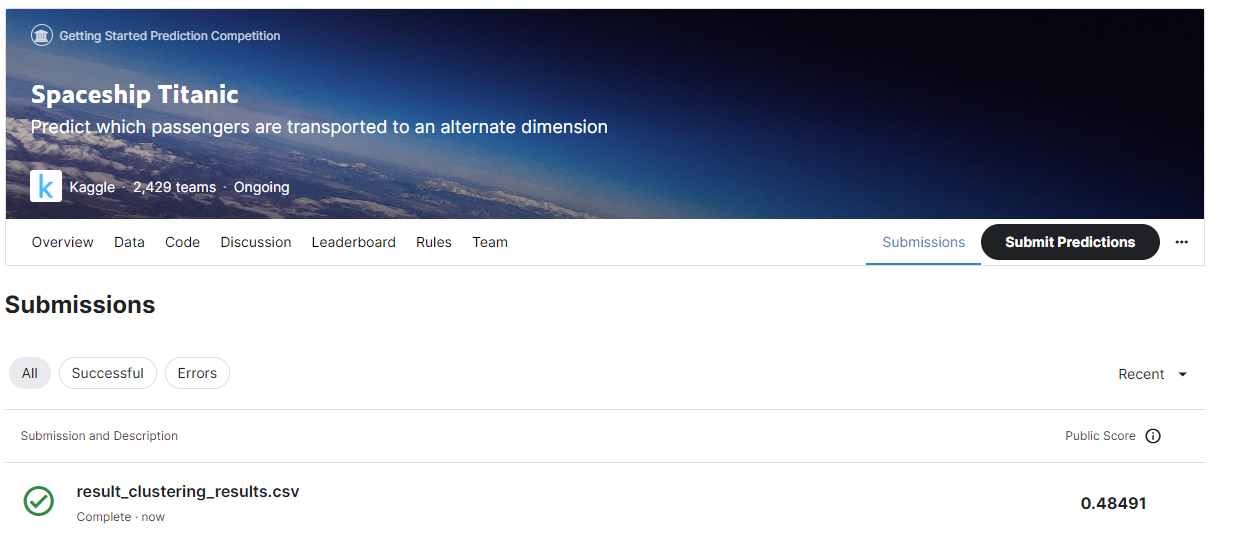 Getting Started Prediction Competition
Spaceship Titanic
Predict which passengers are transported to an alternate dimension
k
Kaggle · 2,429 teams · Ongoing
Overview Data Code Discussion Leaderboard Rules Team Submissions Submit Predictions ...
Submissions
All Successful Errors Recent
Submission and Description Public Score
result_clustering_results.csv 0.48491
Complete · now